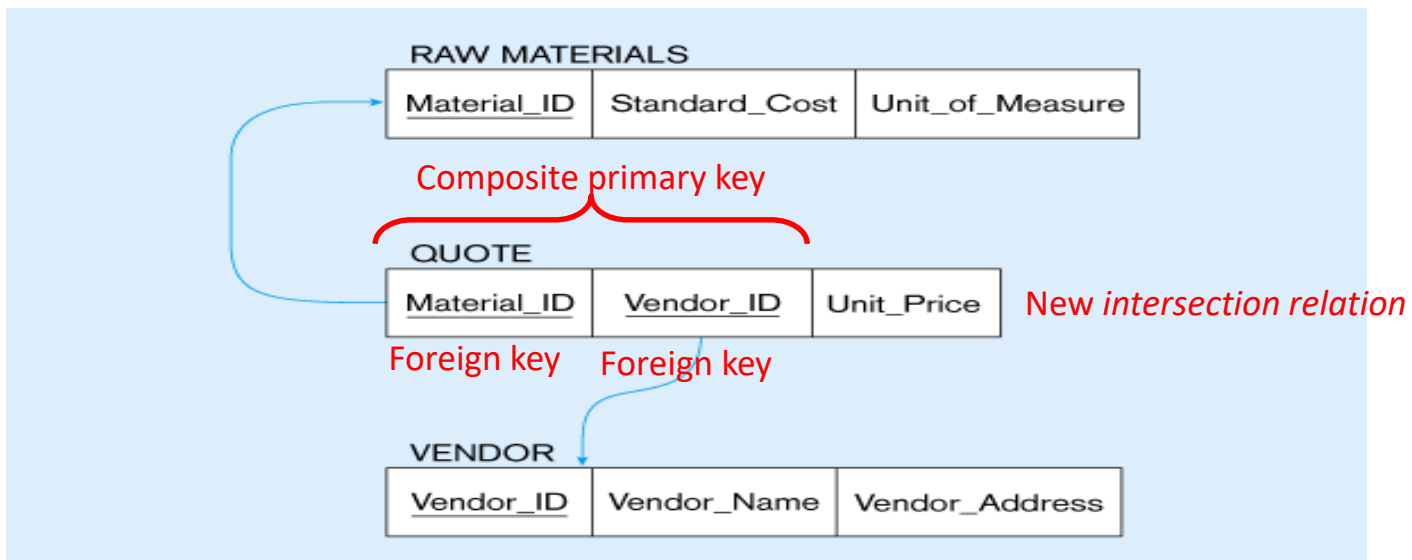 RAW MATERIALS
Material_ID Standard_Cost Unit_of_Measure
Composite primary key
QUOTE
Material_ID Vendor_ID Unit_Price New intersection relation
Foreign key Foreign key
VENDOR
Vendor_ID Vendor_Name Vendor_Address